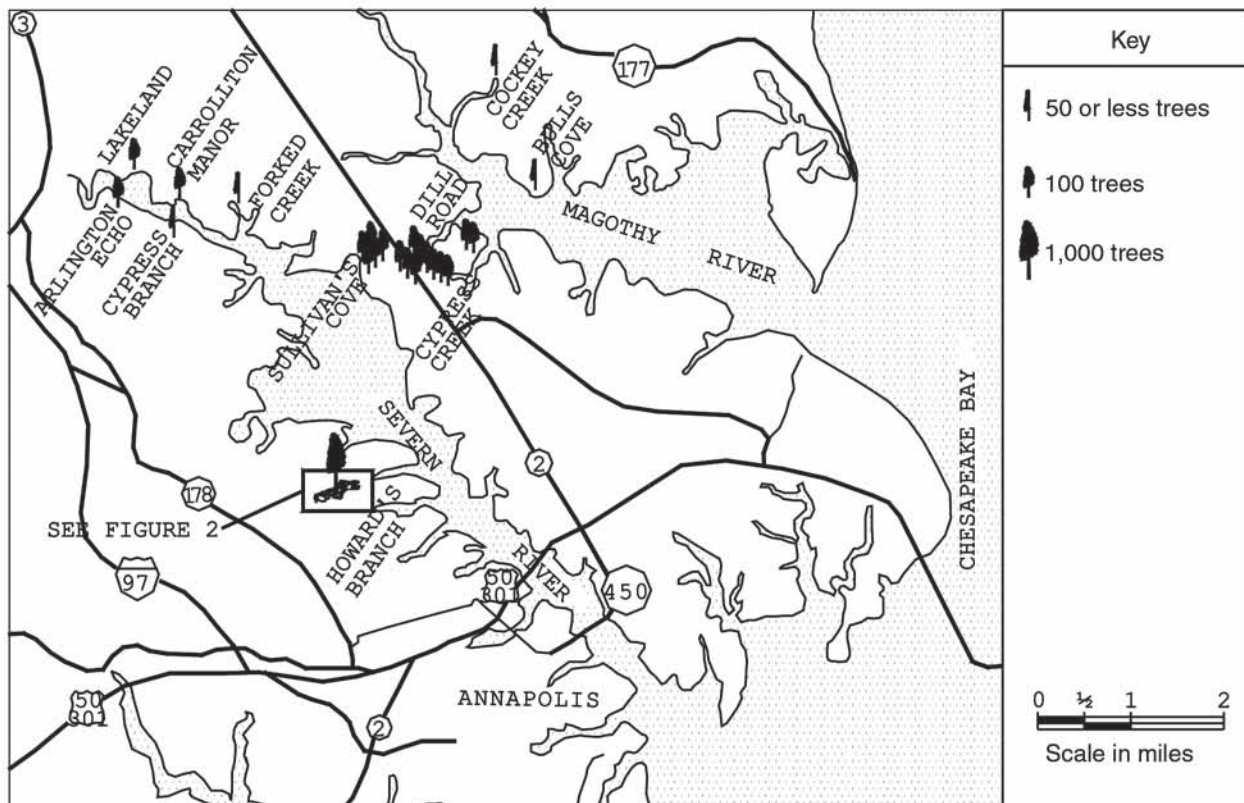 3
177
LAKELAND
CARROLLTON
MANOR
COCKEY
CREEK
BULLS
COVE
FORKED
CREEK
DILL
ROAD
MAGOTHY
RIVER
ARLINGTON
ECHO
CYPRESS
BRANCH
SULLIVAN'S
COVE
CYPRESS
CREEK
SEVERN
RIVER
2
178
SEE FIGURE 2
HOWARD'S
BRANCH
97
50
301
450
CHESAPEAKE BAY
ANNAPOLIS
50
301
2
Key
50 or less trees
100 trees
1,000 trees
0 ½ 1 2
Scale in miles